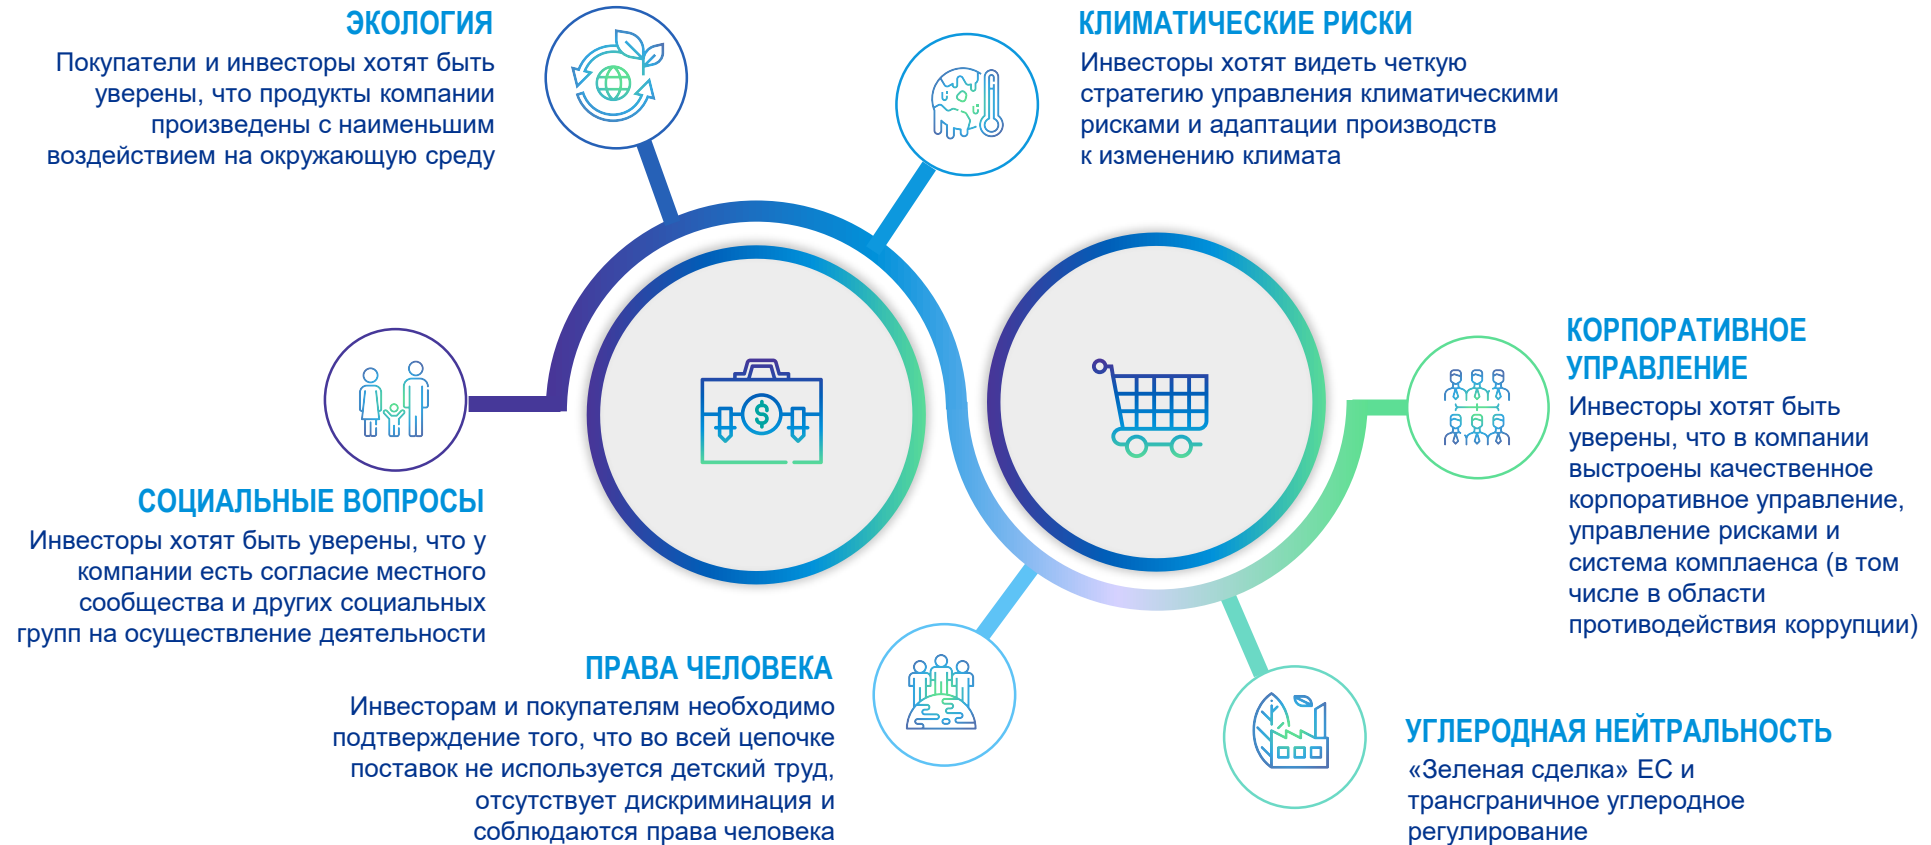 ЭКОЛОГИЯ
Покупатели и инвесторы хотят быть
уверены, что продукты компании
произведены с наименьшим
воздействием на окружающую среду
КЛИМАТИЧЕСКИЕ РИСКИ
Инвесторы хотят видеть четкую
стратегию управления климатическими
рисками и адаптации производств
к изменению климата
СОЦИАЛЬНЫЕ ВОПРОСЫ
Инвесторы хотят быть уверены, что у
компании есть согласие местного
сообщества и других социальных
групп на осуществление деятельности
КОРПОРАТИВНОЕ
УПРАВЛЕНИЕ
Инвесторы хотят быть
уверены, что в компании
выстроены качественное
корпоративное управление,
управление рисками и
система комплаенса (в том
числе в области
противодействия коррупции)
ПРАВА ЧЕЛОВЕКА
Инвесторам и покупателям необходимо
подтверждение того, что во всей цепочке
поставок не используется детский труд,
отсутствует дискриминация и
соблюдаются права человека
УГЛЕРОДНАЯ НЕЙТРАЛЬНОСТЬ
«Зеленая сделка» ЕС и
трансграничное углеродное
регулирование
$